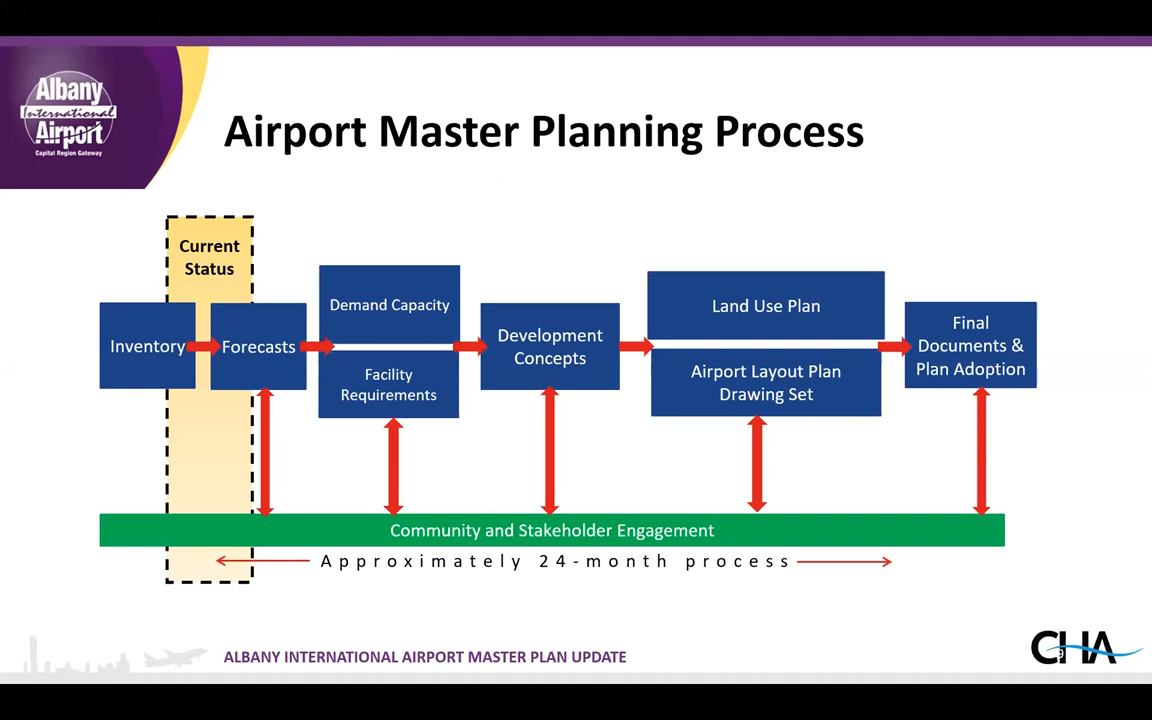 Albany
International
Airport
Capital Region Gateway
Airport Master Planning Process
Current
Status
Inventory
Forecasts
Demand Capacity
Facility
Requirements
Development
Concepts
Land Use Plan
Airport Layout Plan
Drawing Set
Final
Documents &
Plan Adoption
Community and Stakeholder Engagement
Approximately 24-month process
ALBANY INTERNATIONAL AIRPORT MASTER PLAN UPDATE
CHA